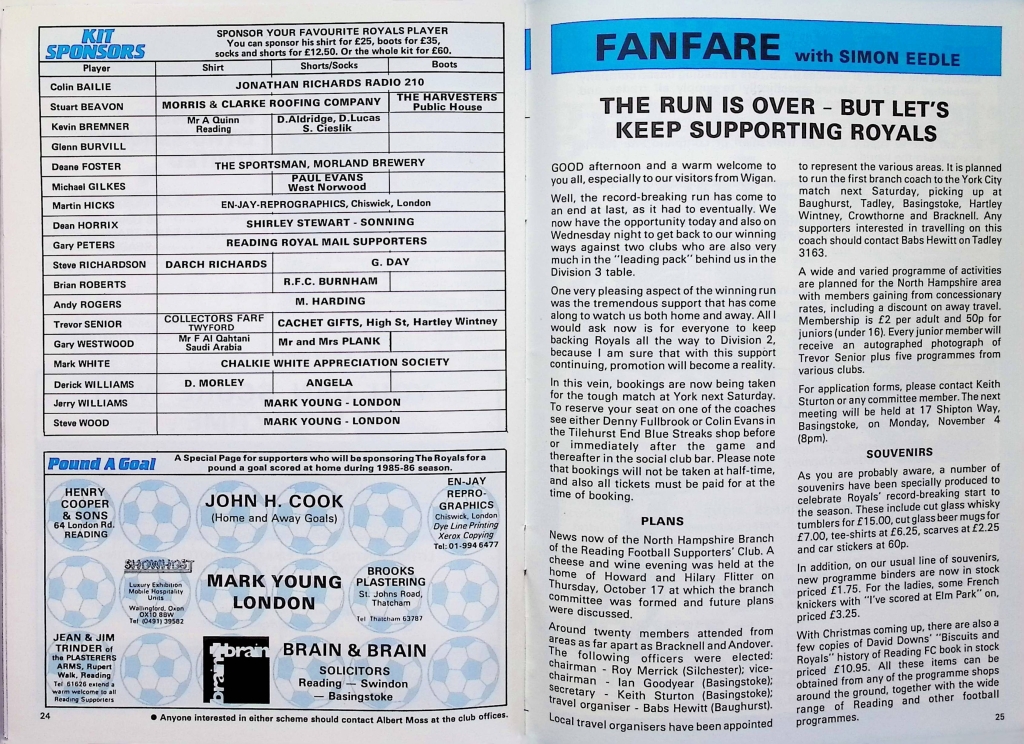 KIT SPONSORS
SPONSOR YOUR FAVOURITE ROYALS PLAYER
You can sponsor his shirt for £25, boots for £35,
socks and shorts for £12.50. Or the whole kit for £60.
Player Shirt Shorts/Socks Boots
Colin BAILIE JONATHAN RICHARDS RADIO 210
Stuart BEAVON MORRIS & CLARKE ROOFING COMPANY THE HARVESTERS Public House
Kevin BREMNER Mr A Quinn Reading D.Aldridge, D.Lucas S. Cieslik
Glenn BURVILL
Deane FOSTER THE SPORTSMAN, MORLAND BREWERY
Michael GILKES PAUL EVANS West Norwood
Martin HICKS EN-JAY-REPROGRAPHICS, Chiswick, London
Dean HORRIX SHIRLEY STEWART - SONNING
Gary PETERS READING ROYAL MAIL SUPPORTERS
Steve RICHARDSON DARCH RICHARDS G. DAY
Brian ROBERTS R.F.C. BURNHAM
Andy ROGERS M. HARDING
Trevor SENIOR COLLECTORS FARF TWYFORD CACHET GIFTS, High St, Hartley Wintney
Gary WESTWOOD Mr F Al Qahtani Saudi Arabia Mr and Mrs PLANK
Mark WHITE CHALKIE WHITE APPRECIATION SOCIETY
Derick WILLIAMS D. MORLEY ANGELA
Jerry WILLIAMS MARK YOUNG - LONDON
Steve WOOD MARK YOUNG - LONDON
Pound A Goal
A Special Page for supporters who will be sponsoring The Royals for a
pound a goal scored at home during 1985-86 season.
HENRY
COOPER
& SONS
64 London Rd.
READING
JOHN H. COOK
(Home and Away Goals)
EN-JAY
REPRO-
GRAPHICS
Chiswick, London
Dye Line Printing
Xerox Copying
Tel: 01-994 6477
SHOWHOST
Luxury Exhibition
Mobile Hospitality
Units
Wallingford, Oxon
OX10 8BW
Tel (0491) 39582
MARK YOUNG
LONDON
BROOKS
PLASTERING
St. Johns Road,
Thatcham
Tel Thatcham 63787
JEAN & JIM
TRINDER of
the PLASTERERS
ARMS, Rupert
Walk, Reading
Tel: 61626 extend a
warm welcome to all
Reading Supporters
brain
brain
BRAIN & BRAIN
SOLICITORS
Reading — Swindon
— Basingstoke
24
● Anyone interested in either scheme should contact Albert Moss at the club offices.
FANFARE with SIMON EEDLE
THE RUN IS OVER – BUT LET'S
KEEP SUPPORTING ROYALS
GOOD afternoon and a warm welcome to
you all, especially to our visitors from Wigan.
Well, the record-breaking run has come to
an end at last, as it had to eventually. We
now have the opportunity today and also on
Wednesday night to get back to our winning
ways against two clubs who are also very
much in the "leading pack" behind us in the
Division 3 table.
One very pleasing aspect of the winning run
was the tremendous support that has come
along to watch us both home and away. All I
would ask now is for everyone to keep
backing Royals all the way to Division 2,
because I am sure that with this support
continuing, promotion will become a reality.
In this vein, bookings are now being taken
for the tough match at York next Saturday.
To reserve your seat on one of the coaches
see either Denny Fullbrook or Colin Evans in
the Tilehurst End Blue Streaks shop before
or immediately after the game and
thereafter in the social club bar. Please note
that bookings will not be taken at half-time,
and also all tickets must be paid for at the
time of booking.
PLANS
News now of the North Hampshire Branch
of the Reading Football Supporters' Club. A
cheese and wine evening was held at the
home of Howard and Hilary Flitter on
Thursday, October 17 at which the branch
committee was formed and future plans
were discussed.
Around twenty members attended from
areas as far apart as Bracknell and Andover.
The following officers were elected:
chairman - Roy Merrick (Silchester); vice-
chairman - Ian Goodyear (Basingstoke);
secretary - Keith Sturton (Basingstoke);
travel organiser - Babs Hewitt (Baughurst).
Local travel organisers have been appointed
to represent the various areas. It is planned
to run the first branch coach to the York City
match next Saturday, picking up at
Baughurst, Tadley, Basingstoke, Hartley
Wintney, Crowthorne and Bracknell. Any
supporters interested in travelling on this
coach should contact Babs Hewitt on Tadley
3163.
A wide and varied programme of activities
are planned for the North Hampshire area
with members gaining from concessionary
rates, including a discount on away travel.
Membership is £2 per adult and 50p for
juniors (under 16). Every junior member will
receive an autographed photograph of
Trevor Senior plus five programmes from
various clubs.
For application forms, please contact Keith
Sturton or any committee member. The next
meeting will be held at 17 Shipton Way,
Basingstoke, on Monday, November 4
(8pm).
SOUVENIRS
As you are probably aware, a number of
souvenirs have been specially produced to
celebrate Royals' record-breaking start to
the season. These include cut glass whisky
tumblers for £15.00, cut glass beer mugs for
£7.00, tee-shirts at £6.25, scarves at £2.25
and car stickers at 60p.
In addition, on our usual line of souvenirs,
new programme binders are now in stock
priced £1.75. For the ladies, some French
knickers with "I've scored at Elm Park" on,
priced £3.25.
With Christmas coming up, there are also a
few copies of David Downs' "Biscuits and
Royals" history of Reading FC book in stock
priced £10.95. All these items can be
obtained from any of the programme shops
around the ground, together with the wide
range of Reading and other football
programmes.
25